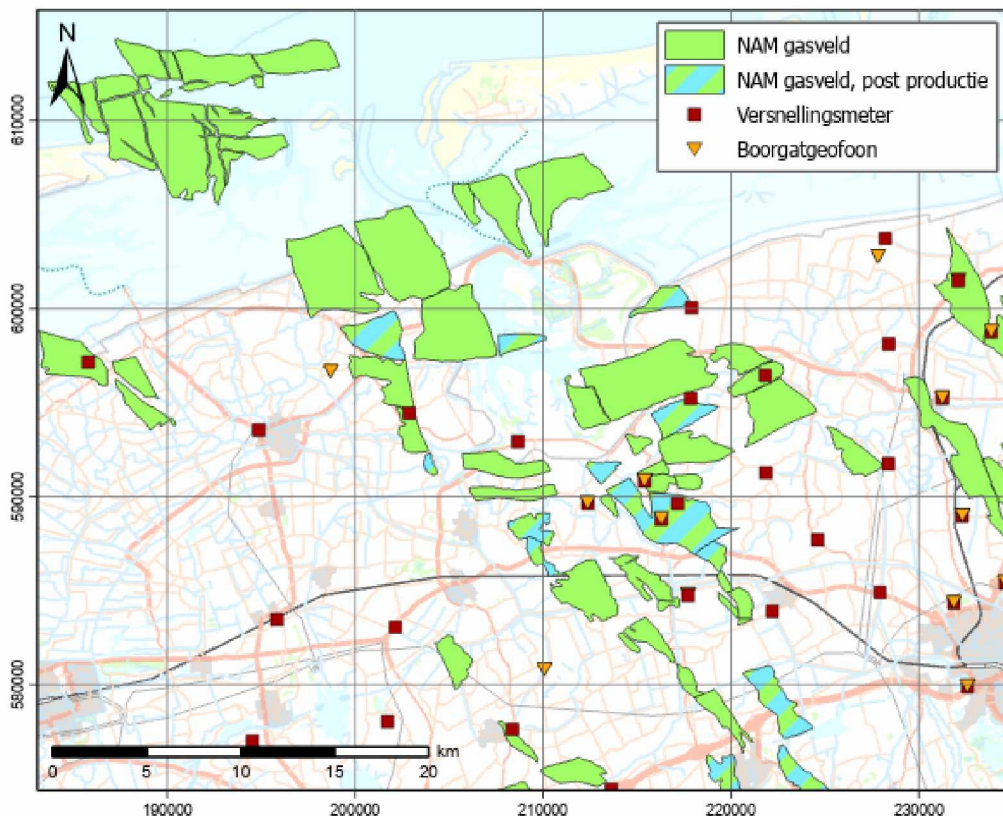 N
NAM gasveld
NAM gasveld, post productie
Versnellingsmeter
Boorgatgeofoon
610000
600000
590000
580000
km
0 5 10 15 20
190000 200000 210000 220000 230000